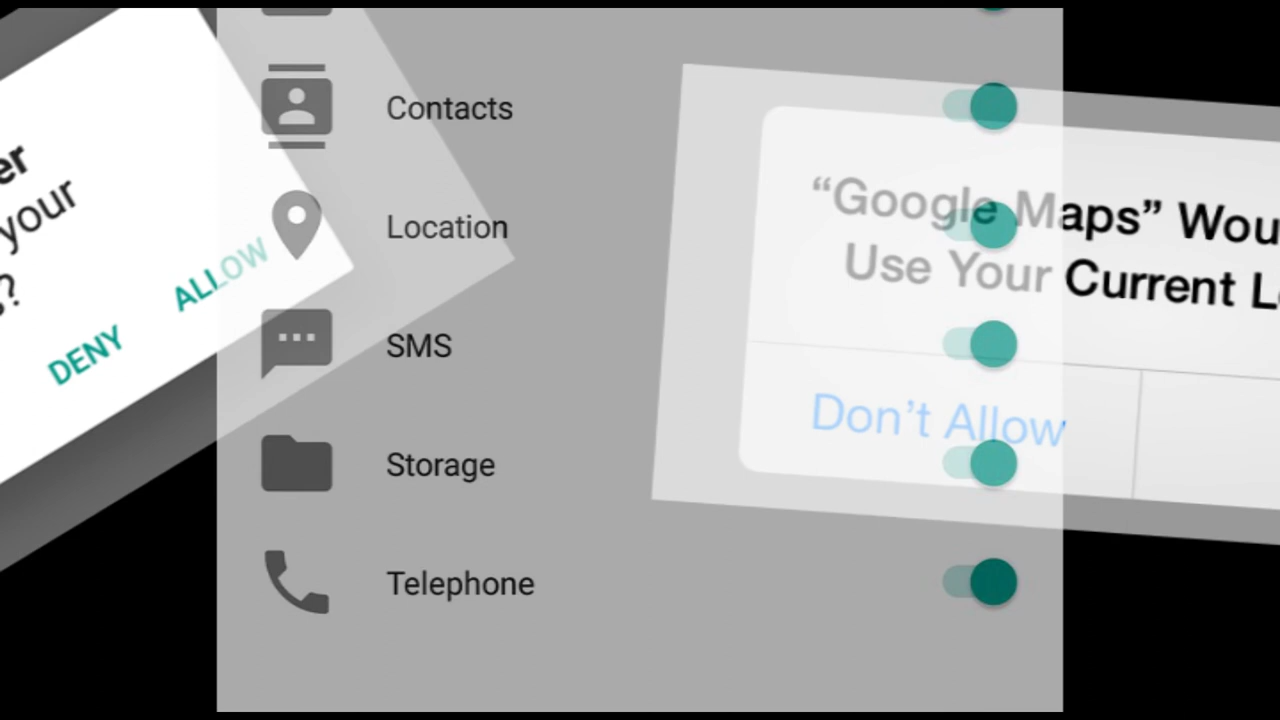 er
your
s?
DENY
ALLOW
Contacts
Location
SMS
Storage
Telephone
“Google Maps” Wou
Use Your Current L
Don’t Allow